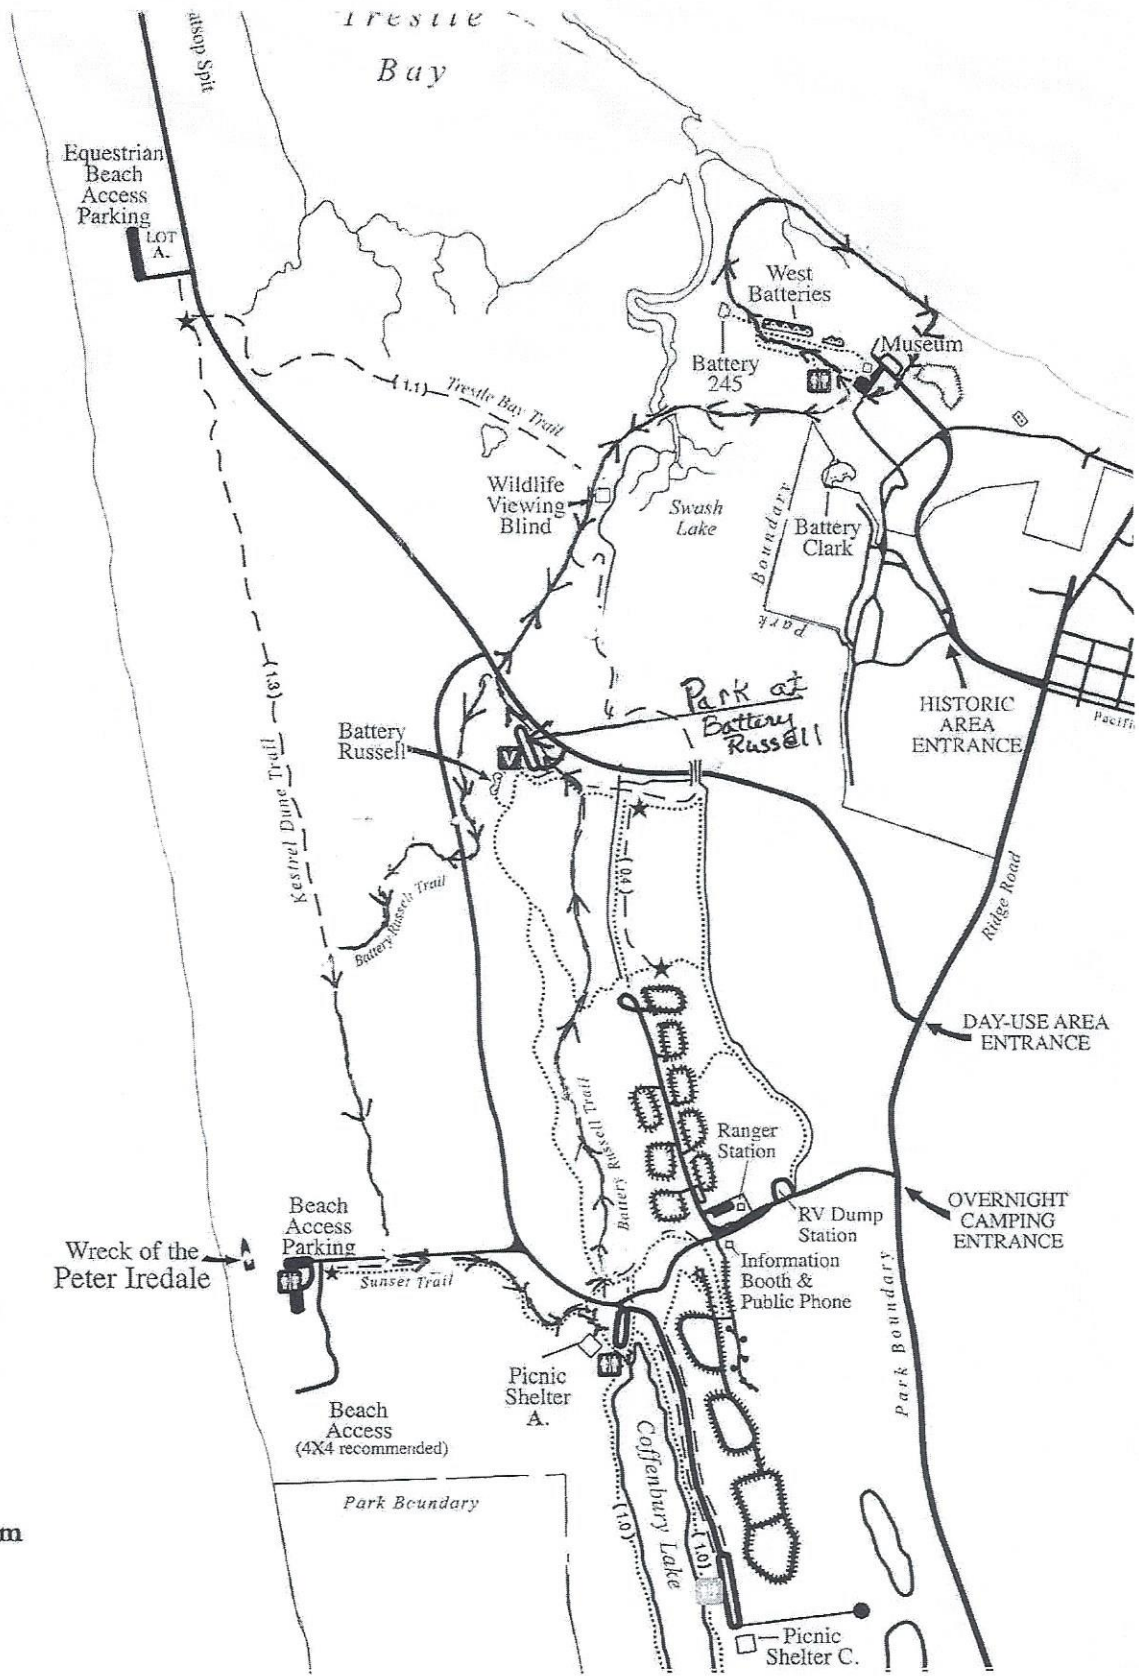 Trestle
Bay
atsop Spit
Equestrian
Beach
Access
Parking
LOT
A.
West
Batteries
Museum
Battery
245
(1.1)
Trestle Bay Trail
Wildlife
Viewing
Blind
Swash
Lake
Battery
Clark
Park Boundary
(1.3)
Kestrel Dune Trail
Park at
Battery
Russell
HISTORIC
AREA
ENTRANCE
Pacifi
Battery
Russell
V
(0.4)
Ridge Road
Battery Russell Trail
DAY-USE AREA
ENTRANCE
Battery Russell Trail
Ranger
Station
OVERNIGHT
CAMPING
ENTRANCE
RV Dump
Station
Beach
Access
Parking
Wreck of the
Peter Iredale
Sunset Trail
Information
Booth &
Public Phone
Park Boundary
Picnic
Shelter
A.
Beach
Access
(4X4 recommended)
Coffenbury Lake
Park Boundary
(1.0)
(1.0)
m
Picnic
Shelter C.